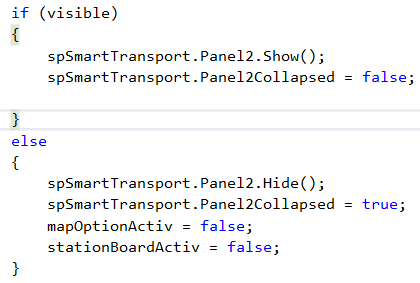 if (visible)
{
    spSmartTransport.Panel2.Show();
    spSmartTransport.Panel2Collapsed = false;

}
else
{
    spSmartTransport.Panel2.Hide();
    spSmartTransport.Panel2Collapsed = true;
    mapOptionActiv = false;
    stationBoardActiv = false;
}